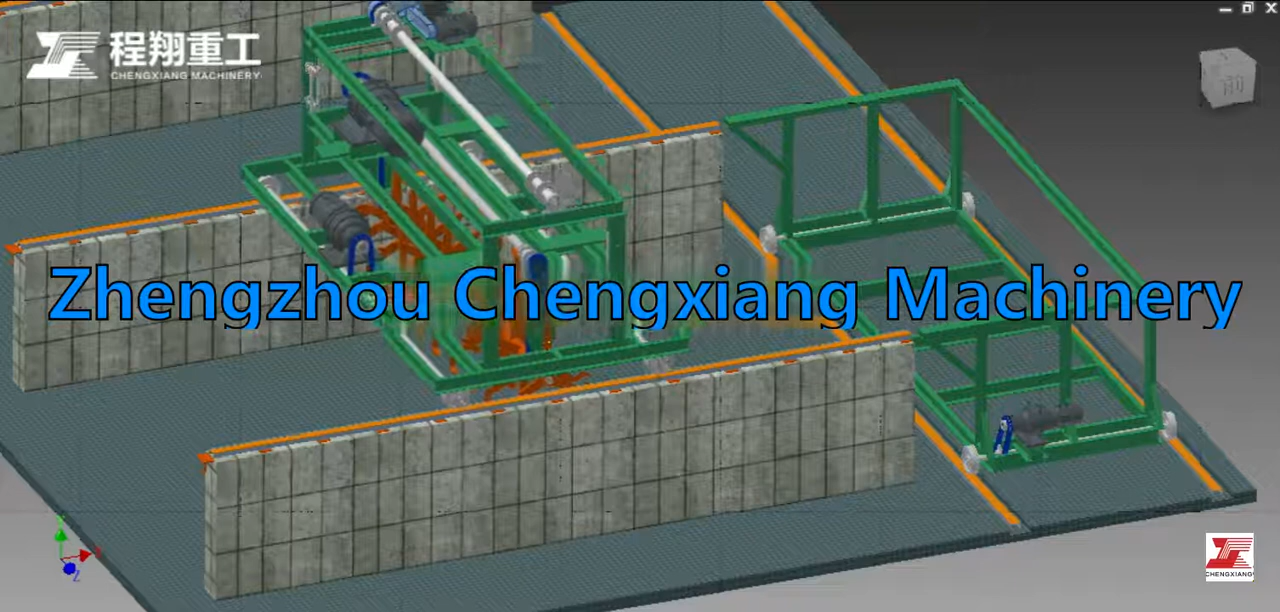 程翔重工
CHENGXIANG MACHINERY
前
Zhengzhou Chengxiang Machinery
Y
X
Z
CHENGXIANG